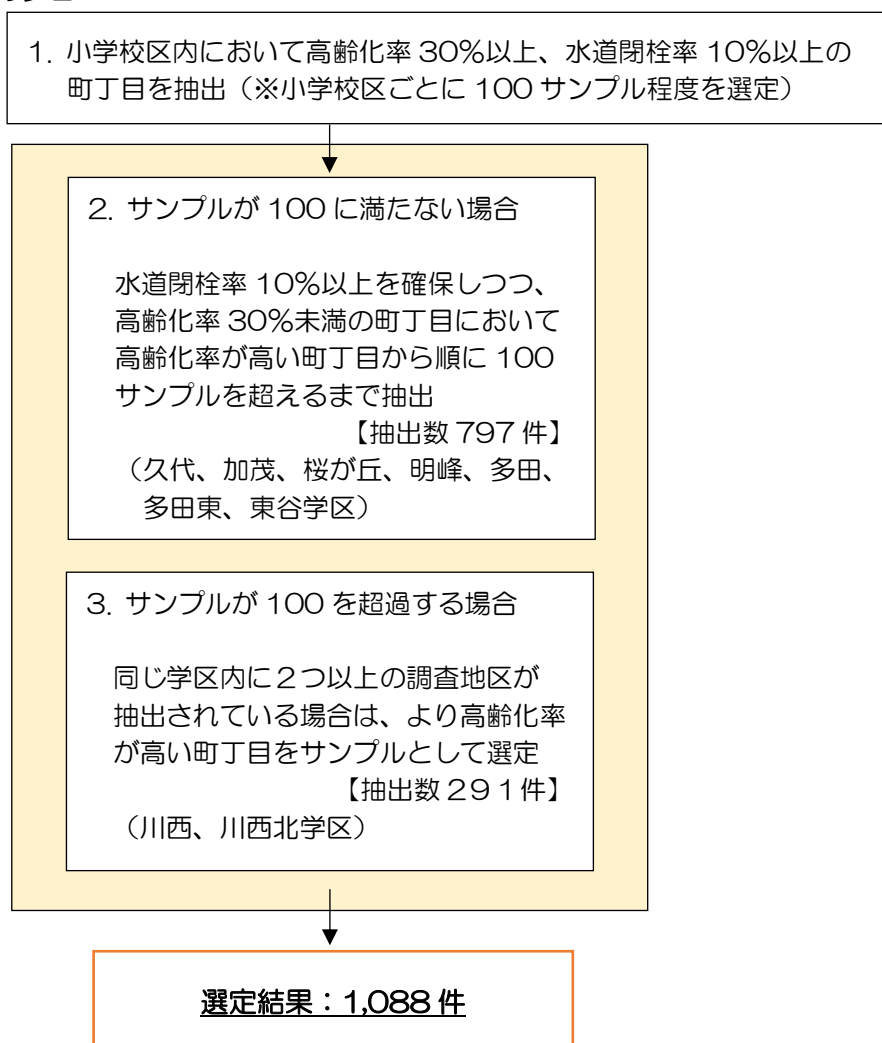 1. 小学校区内において高齢化率 30%以上、水道閉栓率 10%以上の
町丁目を抽出（※小学校区ごとに 100 サンプル程度を選定）
2. サンプルが 100 に満たない場合
水道閉栓率 10%以上を確保しつつ、
高齢化率 30%未満の町丁目において
高齢化率が高い町丁目から順に 100
サンプルを超えるまで抽出
【抽出数 797 件】
（久代、加茂、桜が丘、明峰、多田、
多田東、東谷学区）
3. サンプルが 100 を超過する場合
同じ学区内に２つ以上の調査地区が
抽出されている場合は、より高齢化率
が高い町丁目をサンプルとして選定
【抽出数２９１件】
（川西、川西北学区）
選定結果：1,088 件